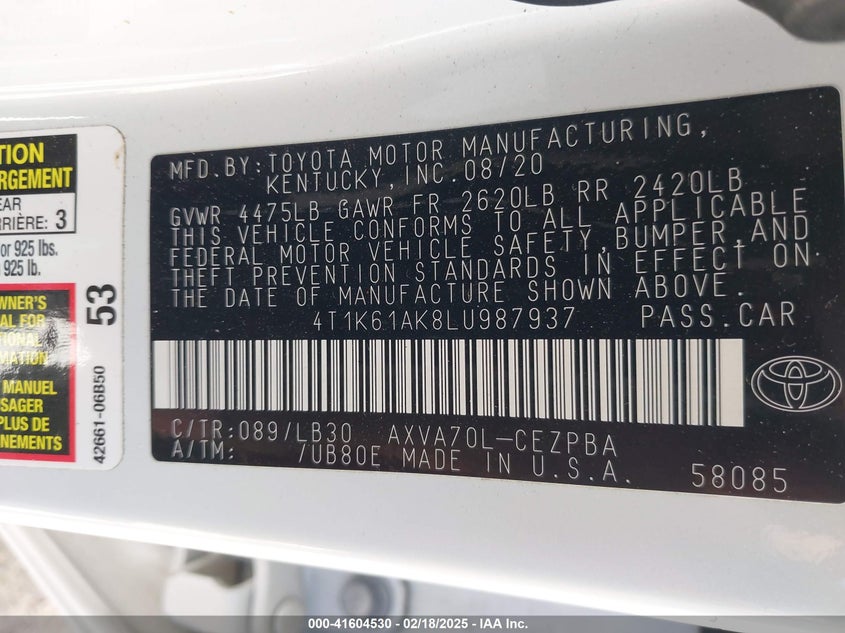 TION
RGEMENT
EAR
RRIÈRE: 3
or 925 lbs.
925 lb.
WNER'S
AL FOR
TIONAL
MATION
MANUEL
USAGER
PLUS DE
NEMENTS
53
42661-06B50
MFD.BY:TOYOTA MOTOR MANUFACTURING,
KENTUCKY, INC. 08/20
GVWR 4475LB GAWR FR 2620LB RR 2420LB
THIS VEHICLE CONFORMS TO ALL APPLICABLE
FEDERAL MOTOR VEHICLE SAFETY, BUMPER, AND
THEFT PREVENTION STANDARDS IN EFFECT ON
THE DATE OF MANUFACTURE SHOWN ABOVE.
4T1K61AK8LU987937 PASS.CAR
C/TR:089/LB30 AXVA70L-CEZPBA
A/TM: /UB80E MADE IN U.S.A. 58085
000-41604530 - 02/18/2025 - IAA Inc.